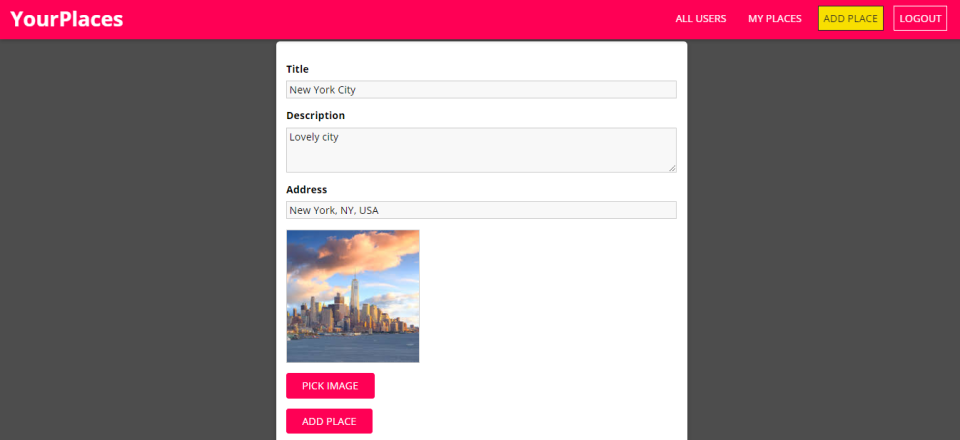 YourPlaces
ALL USERS MY PLACES ADD PLACE LOGOUT
Title
New York City
Description
Lovely city
Address
New York, NY, USA
PICK IMAGE
ADD PLACE